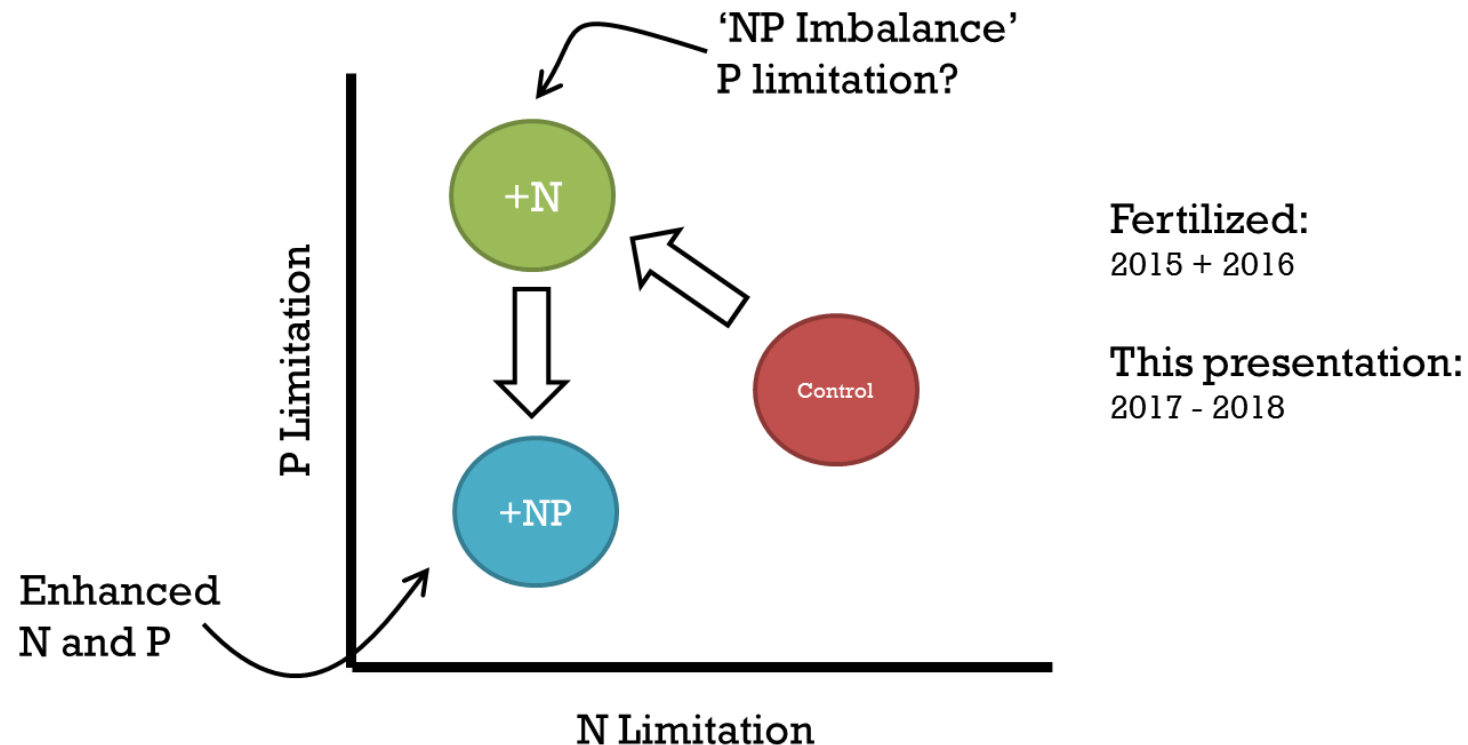 ‘NP Imbalance’
P limitation?
+N
P Limitation
Control
+NP
Enhanced
N and P
N Limitation
Fertilized:
2015 + 2016
This presentation:
2017 - 2018